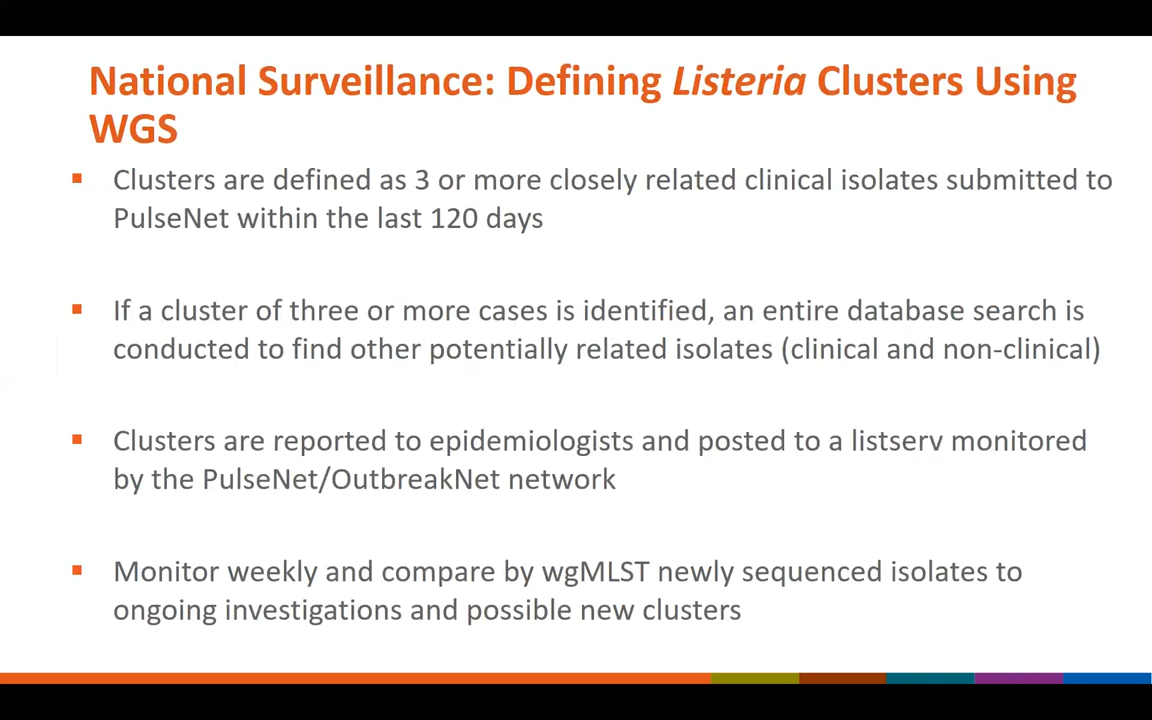 National Surveillance: Defining Listeria Clusters Using
WGS
▪ Clusters are defined as 3 or more closely related clinical isolates submitted to
PulseNet within the last 120 days
▪ If a cluster of three or more cases is identified, an entire database search is
conducted to find other potentially related isolates (clinical and non-clinical)
▪ Clusters are reported to epidemiologists and posted to a listserv monitored
by the PulseNet/OutbreakNet network
▪ Monitor weekly and compare by wgMLST newly sequenced isolates to
ongoing investigations and possible new clusters